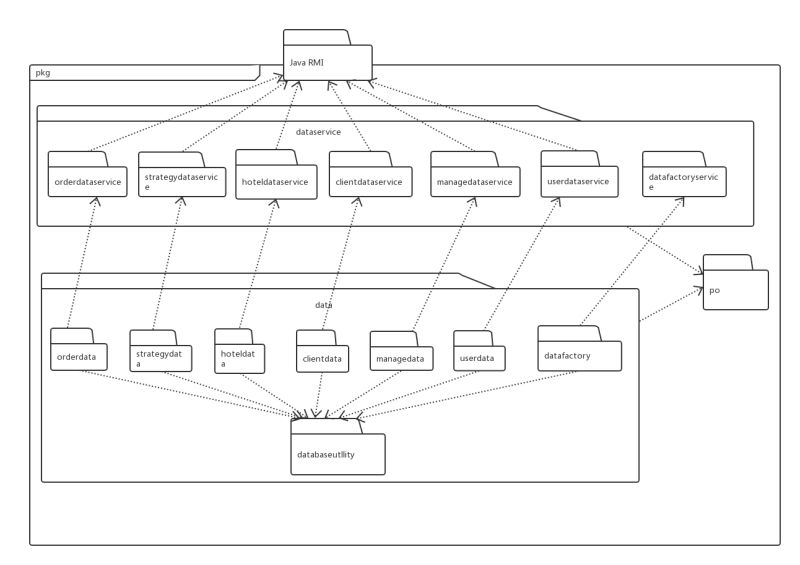 Java RMI
pkg
dataservice
orderdataservice
strategydataservic
e
hoteldataservice
clientdataservice
managedataservice
userdataservice
datafactoryservic
e
po
data
orderdata
strategydat
a
hoteldat
a
clientdata
managedata
userdata
datafactory
databaseutllity